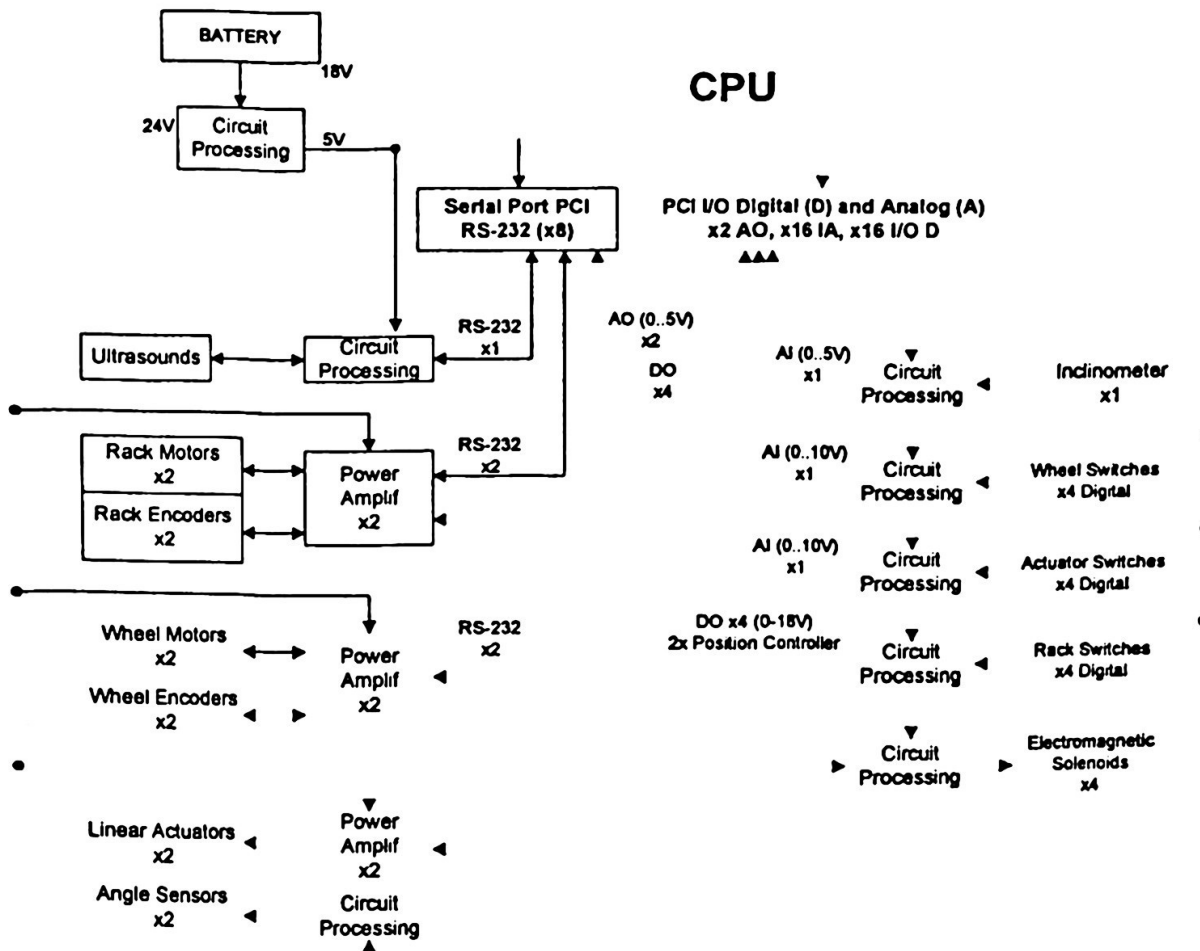 BATTERY
18V
CPU
24V
Circuit
Processing
5V
Serial Port PCI
RS-232 (x8)
PCI I/O Digital (D) and Analog (A)
x2 AO, x16 IA, x16 I/O D
Ultrasounds
Circuit
Processing
RS-232
x1
AO (0..5V)
x2
DO
x4
AI (0..5V)
x1
Circuit
Processing
Inclinometer
x1
Rack Motors
x2
Rack Encoders
x2
Power
Amplif
x2
RS-232
x2
AI (0..10V)
x1
Circuit
Processing
Wheel Switches
x4 Digital
AI (0..10V)
x1
Circuit
Processing
Actuator Switches
x4 Digital
Wheel Motors
x2
Wheel Encoders
x2
Power
Amplif
x2
RS-232
x2
DO x4 (0-18V)
2x Position Controller
Circuit
Processing
Rack Switches
x4 Digital
Circuit
Processing
Electromagnetic
Solenoids
x4
Linear Actuators
x2
Power
Amplif
x2
Angle Sensors
x2
Circuit
Processing